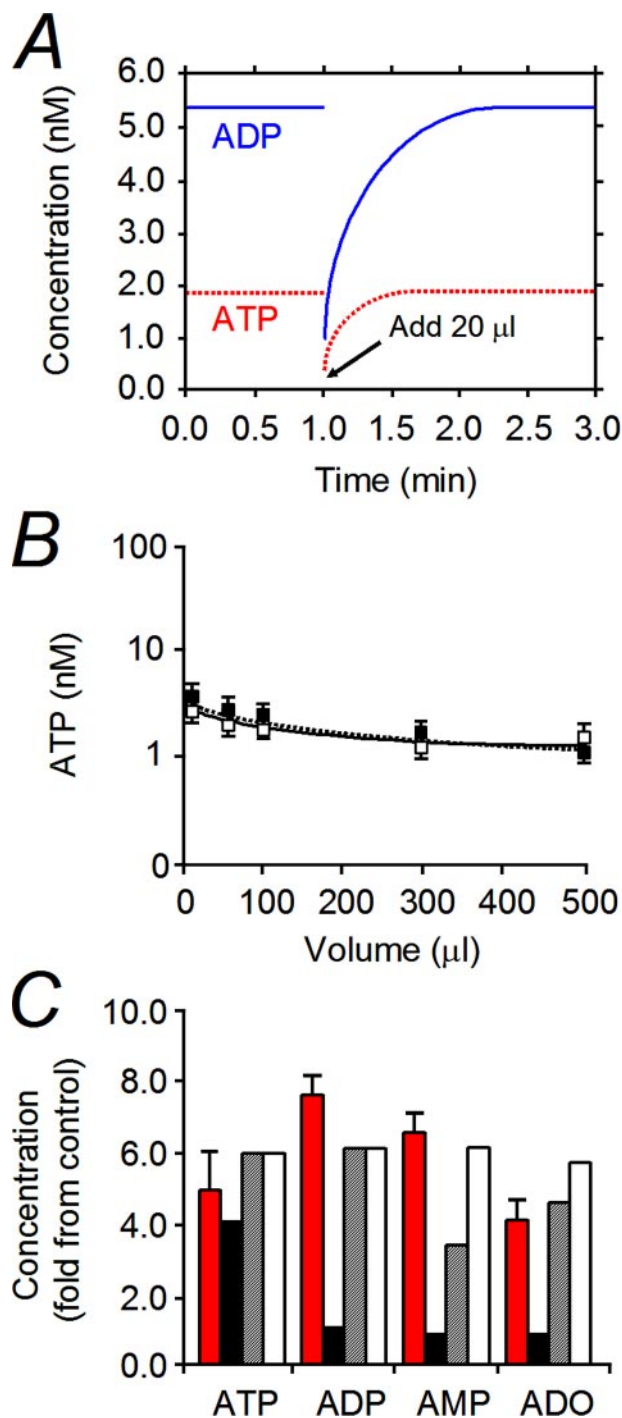 A
Concentration (nM)
6.0
5.0
4.0
3.0
2.0
1.0
0.0
ADP
ATP
Add 20 μl
0.0 0.5 1.0 1.5 2.0 2.5 3.0
Time (min)
B
ATP (nM)
100
10
1
0
0 100 200 300 400 500
Volume (μl)
C
Concentration
(fold from control)
10.0
8.0
6.0
4.0
2.0
0.0
ATP ADP AMP ADO